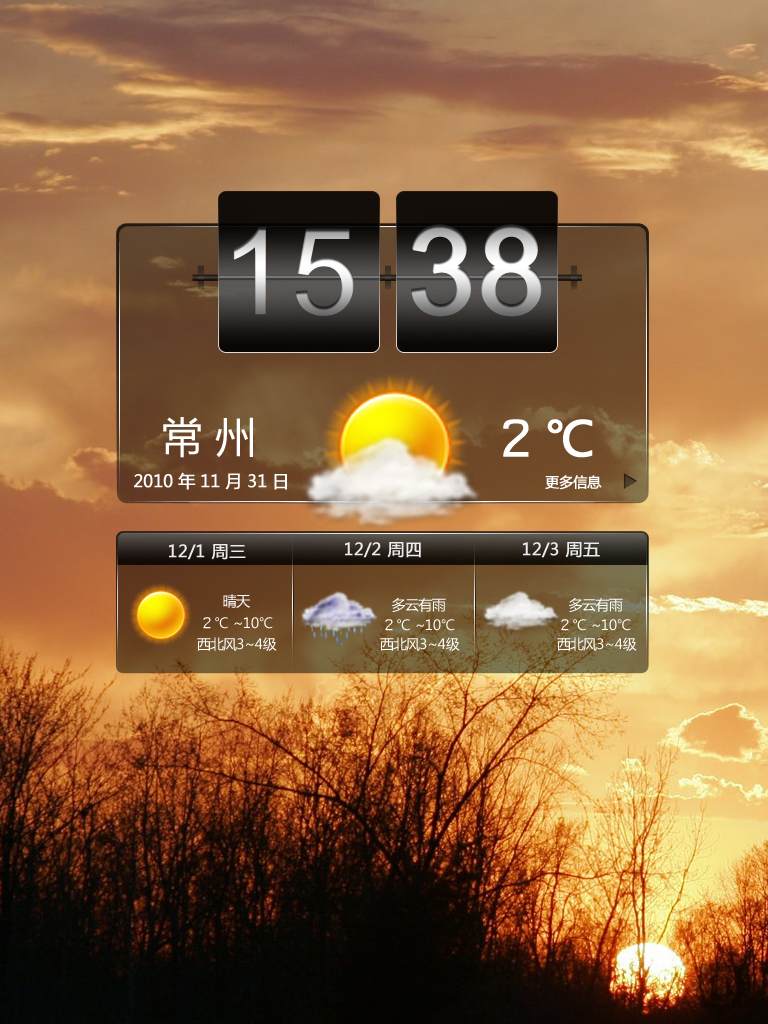 15 38
常州 2℃
2010 年 11 月 31 日 更多信息
12/1 周三 12/2 周四 12/3 周五
晴天 多云有雨 多云有雨
2℃ ~10℃ 2℃ ~10℃ 2℃ ~10℃
西北风3~4级 西北风3~4级 西北风3~4级